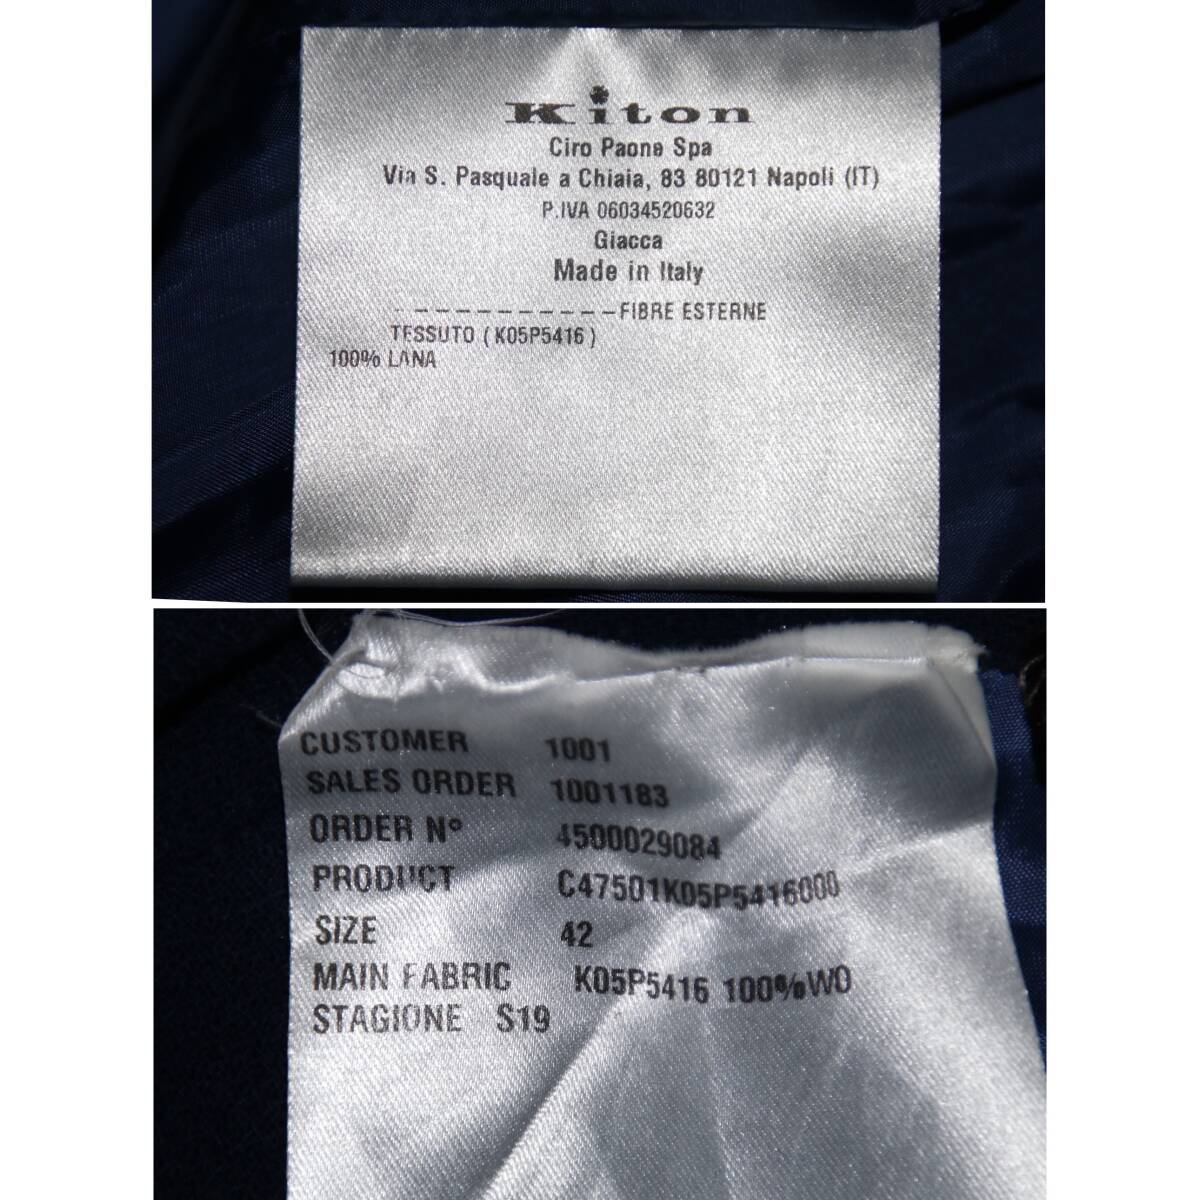 Kiton
Ciro Paone Spa
Via S. Pasquale a Chiaia, 83 80121 Napoli (IT)
P.IVA 06034520632
Giacca
Made in Italy
-----------FIBRE ESTERNE
TESSUTO ( K05P5416 )
100% LANA
CUSTOMER 1001
SALES ORDER 1001183
ORDER N° 4500029084
PRODUCT C47501K05P5416000
SIZE 42
MAIN FABRIC K05P5416 100%WO
STAGIONE S19